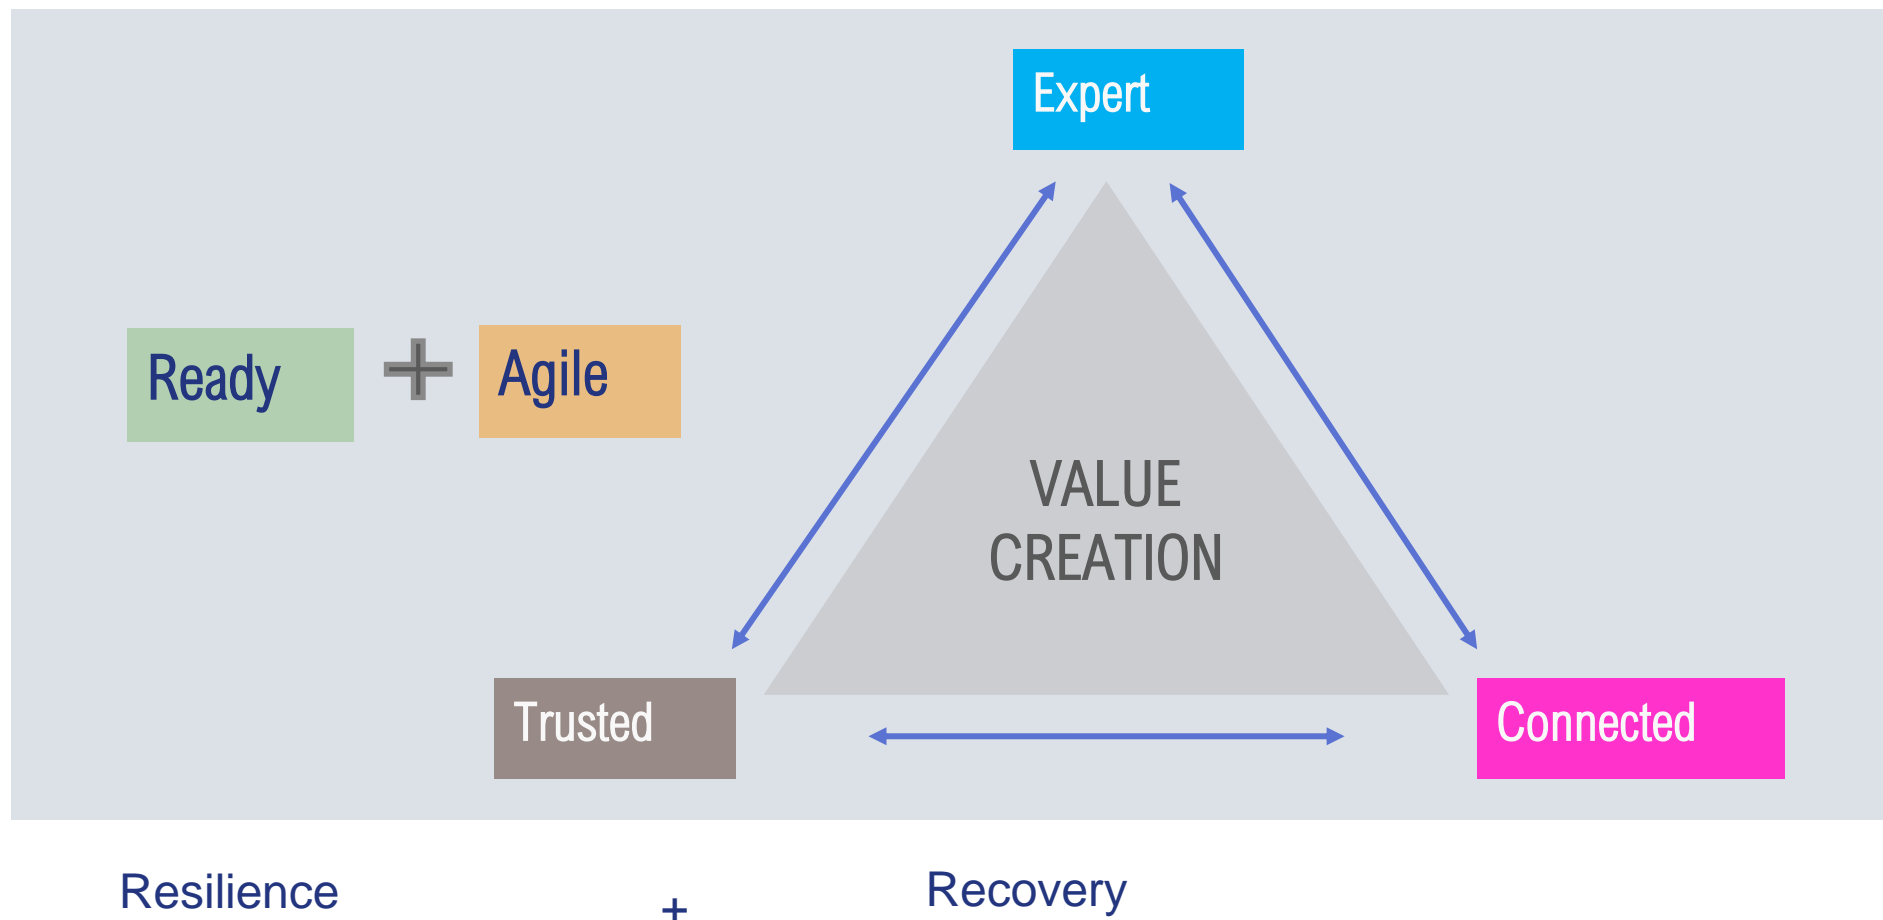 Expert
Ready + Agile
VALUE
CREATION
Trusted
Connected
Resilience + Recovery